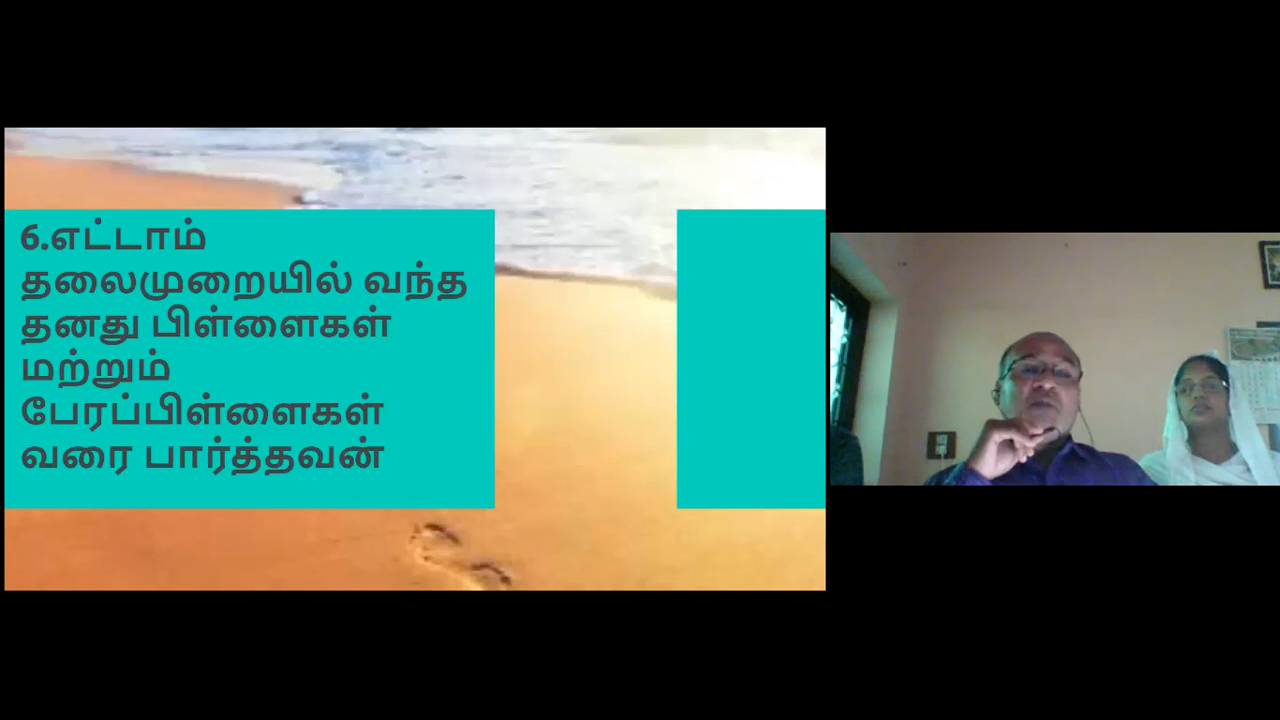 6.எட்டாம்
தலைமுறையில் வந்த
தனது பிள்ளைகள்
மற்றும்
பேரப்பிள்ளைகள்
வரை பார்த்தவன்